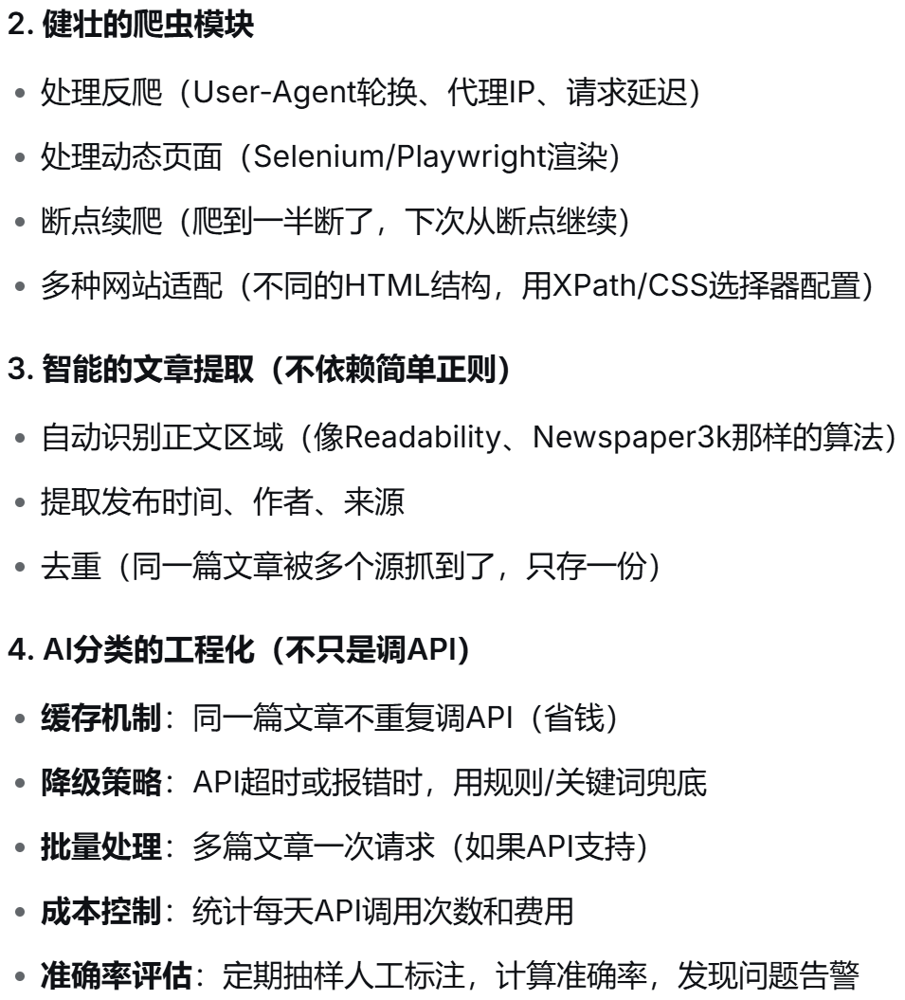 2. 健壮的爬虫模块
• 处理反爬（User-Agent轮换、代理IP、请求延迟）
• 处理动态页面（Selenium/Playwright渲染）
• 断点续爬（爬到一半断了，下次从断点继续）
• 多种网站适配（不同的HTML结构，用XPath/CSS选择器配置）
3. 智能的文章提取（不依赖简单正则）
• 自动识别正文区域（像Readability、Newspaper3k那样的算法）
• 提取发布时间、作者、来源
• 去重（同一篇文章被多个源抓到了，只存一份）
4. AI分类的工程化（不只是调API）
• 缓存机制：同一篇文章不重复调API（省钱）
• 降级策略：API超时或报错时，用规则/关键词兜底
• 批量处理：多篇文章一次请求（如果API支持）
• 成本控制：统计每天API调用次数和费用
• 准确率评估：定期抽样人工标注，计算准确率，发现问题告警